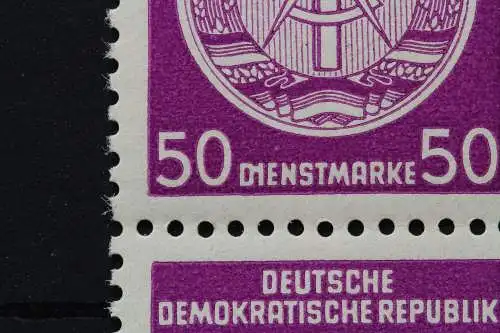 50 DIENSTMARKE 50
DEUTSCHE
DEMOKRATISCHE REPUBLIK